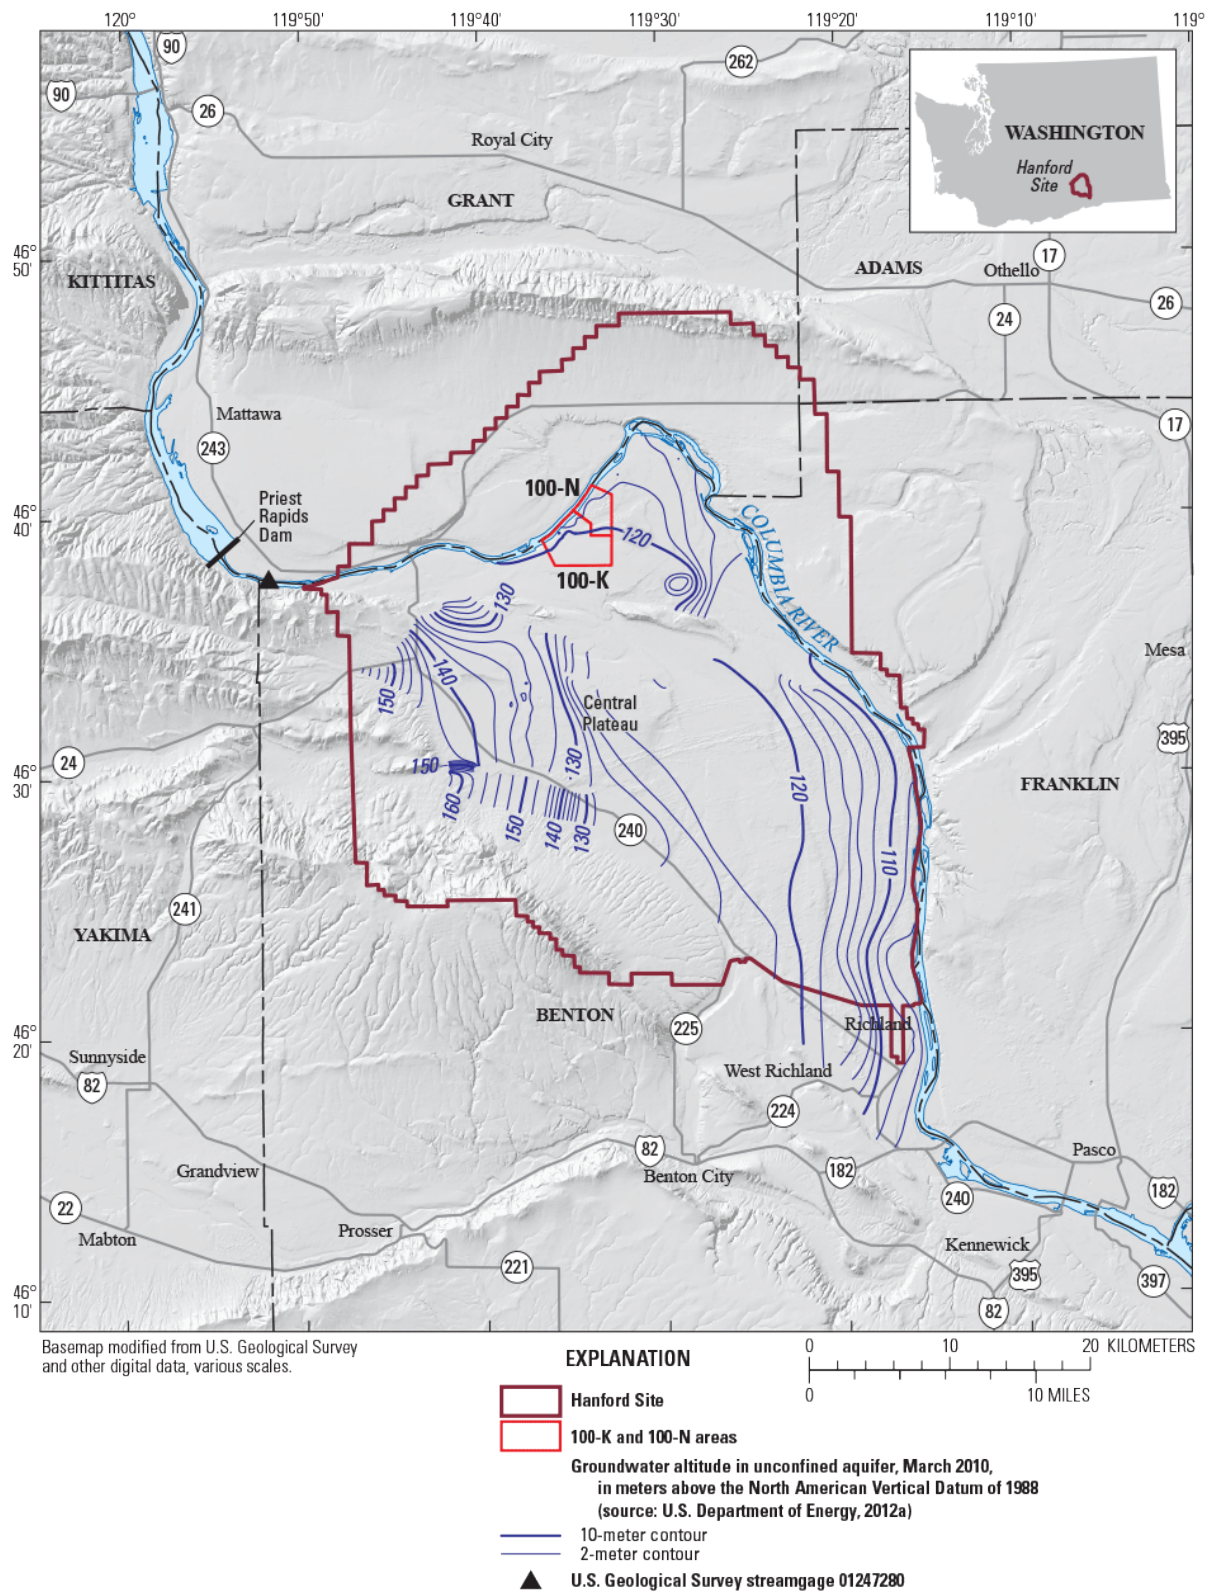 120°
119°50'
119°40'
119°30'
119°20'
119°10'
119°
90
262
90
26
Royal City
WASHINGTON
Hanford
Site
GRANT
46°
50'
KITTITAS
ADAMS
Othello
17
26
24
Mattawa
243
17
100-N
Priest
Rapids
Dam
46°
40'
120
COLUMBIA RIVER
100-K
130
Mesa
140
150
Central
Plateau
395
24
150
130
46°
30'
120
FRANKLIN
160
150
140
130
240
110
241
YAKIMA
BENTON
225
Richland
46°
20'
Sunnyside
82
West Richland
224
82
Pasco
Grandview
Benton City
182
182
22
240
Prosser
Mabton
Kennewick
221
395
397
82
46°
10'
Basemap modified from U.S. Geological Survey
and other digital data, various scales.
EXPLANATION
0 10 20 KILOMETERS
0 10 MILES
Hanford Site
100-K and 100-N areas
Groundwater altitude in unconfined aquifer, March 2010,
in meters above the North American Vertical Datum of 1988
(source: U.S. Department of Energy, 2012a)
10-meter contour
2-meter contour
U.S. Geological Survey streamgage 01247280